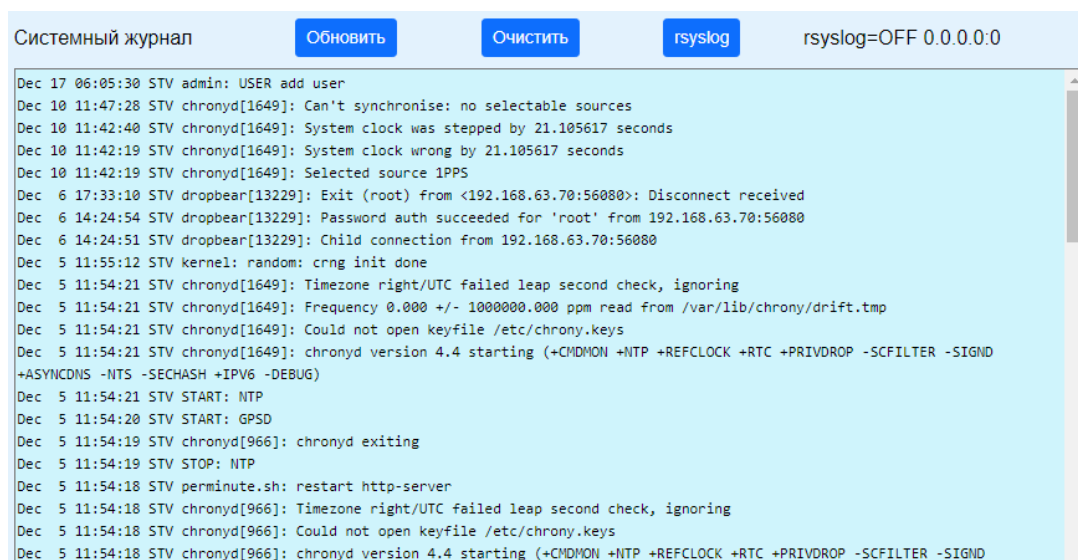 Системный журнал Обновить Очистить rsyslog rsyslog=OFF 0.0.0.0:0
Dec 17 06:05:30 STV admin: USER add user
Dec 10 11:47:28 STV chronyd[1649]: Can't synchronise: no selectable sources
Dec 10 11:42:40 STV chronyd[1649]: System clock was stepped by 21.105617 seconds
Dec 10 11:42:19 STV chronyd[1649]: System clock wrong by 21.105617 seconds
Dec 10 11:42:19 STV chronyd[1649]: Selected source 1PPS
Dec  6 17:33:10 STV dropbear[13229]: Exit (root) from <192.168.63.70:56080>: Disconnect received
Dec  6 14:24:54 STV dropbear[13229]: Password auth succeeded for 'root' from 192.168.63.70:56080
Dec  6 14:24:51 STV dropbear[13229]: Child connection from 192.168.63.70:56080
Dec  5 11:55:12 STV kernel: random: crng init done
Dec  5 11:54:21 STV chronyd[1649]: Timezone right/UTC failed leap second check, ignoring
Dec  5 11:54:21 STV chronyd[1649]: Frequency 0.000 +/- 1000000.000 ppm read from /var/lib/chrony/drift.tmp
Dec  5 11:54:21 STV chronyd[1649]: Could not open keyfile /etc/chrony.keys
Dec  5 11:54:21 STV chronyd[1649]: chronyd version 4.4 starting (+CMDMON +NTP +REFCLOCK +RTC +PRIVDROP -SCFILTER -SIGND
+ASYNCDNS -NTS -SECHASH +IPV6 -DEBUG)
Dec  5 11:54:21 STV START: NTP
Dec  5 11:54:20 STV START: GPSD
Dec  5 11:54:19 STV chronyd[966]: chronyd exiting
Dec  5 11:54:19 STV STOP: NTP
Dec  5 11:54:18 STV perminute.sh: restart http-server
Dec  5 11:54:18 STV chronyd[966]: Timezone right/UTC failed leap second check, ignoring
Dec  5 11:54:18 STV chronyd[966]: Could not open keyfile /etc/chrony.keys
Dec  5 11:54:18 STV chronyd[966]: chronyd version 4.4 starting (+CMDMON +NTP +REFCLOCK +RTC +PRIVDROP -SCFILTER -SIGND